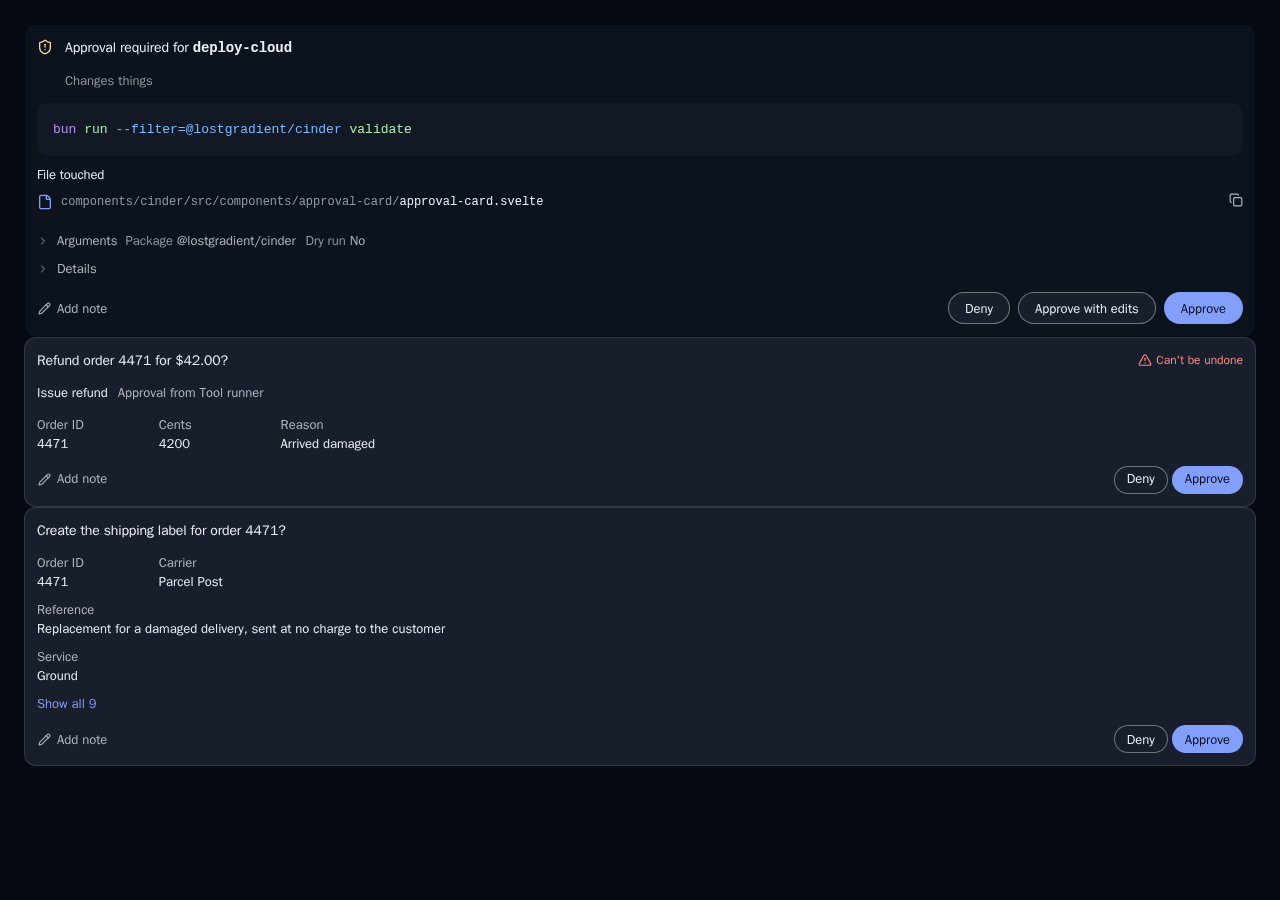 Approval required for deploy-cloud
Changes things
bun run --filter=@lostgradient/cinder validate
File touched
components/cinder/src/components/approval-card/approval-card.svelte
Arguments Package @lostgradient/cinder Dry run No
Details
Add note Deny Approve with edits Approve
Refund order 4471 for $42.00? Can't be undone
Issue refund Approval from Tool runner
Order ID Cents Reason
4471 4200 Arrived damaged
Add note Deny Approve
Create the shipping label for order 4471?
Order ID Carrier
4471 Parcel Post
Reference
Replacement for a damaged delivery, sent at no charge to the customer
Service
Ground
Show all 9
Add note Deny Approve